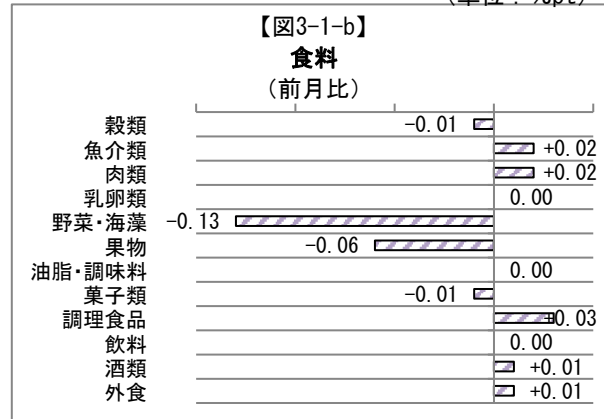 (単位:%pt)
【図3-1-b】
食料
(前月比)
穀類 -0.01
魚介類 +0.02
肉類 +0.02
乳卵類 0.00
野菜・海藻 -0.13
果物 -0.06
油脂・調味料 0.00
菓子類 -0.01
調理食品 +0.03
飲料 0.00
酒類 +0.01
外食 +0.01